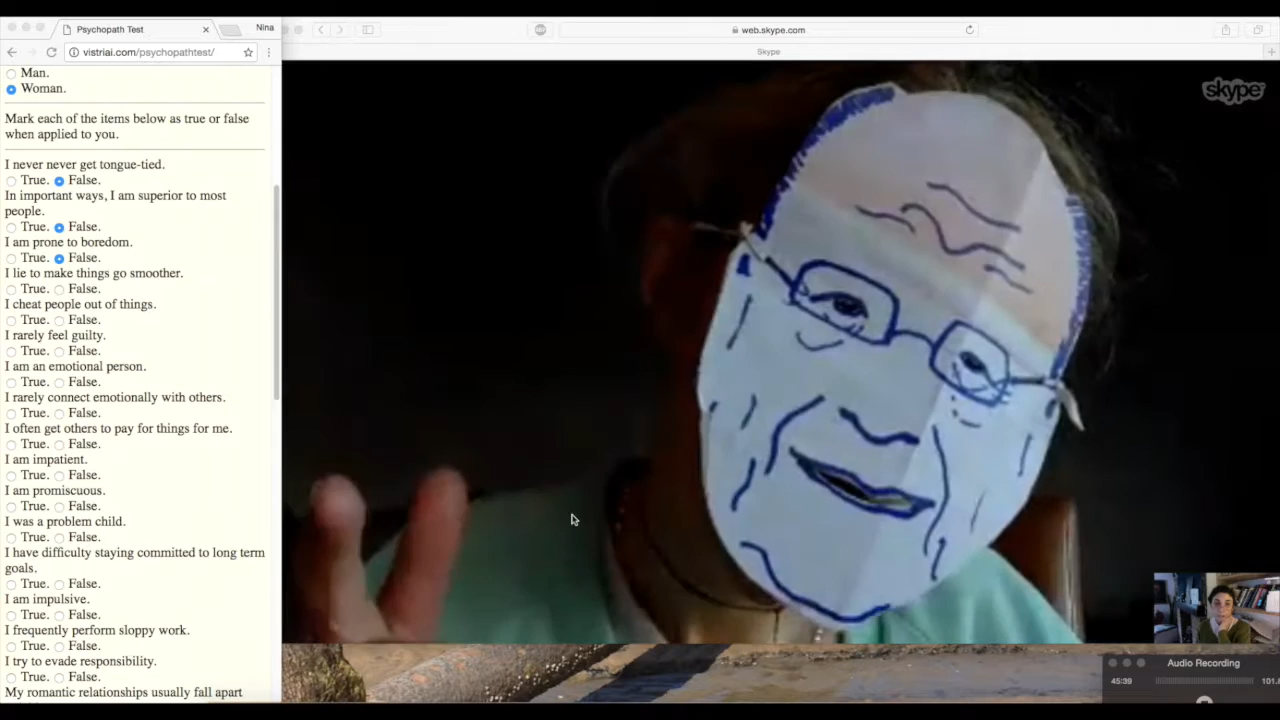 Psychopath Test
Nina
vistriai.com/psychopathtest/
web.skype.com
Skype
skype
Man.
Woman.
Mark each of the items below as true or false
when applied to you.
I never never get tongue-tied.
True. False.
In important ways, I am superior to most
people.
True. False.
I am prone to boredom.
True. False.
I lie to make things go smoother.
True. False.
I cheat people out of things.
True. False.
I rarely feel guilty.
True. False.
I am an emotional person.
True. False.
I rarely connect emotionally with others.
True. False.
I often get others to pay for things for me.
True. False.
I am impatient.
True. False.
I am promiscuous.
True. False.
I was a problem child.
True. False.
I have difficulty staying committed to long term
goals.
True. False.
I am impulsive.
True. False.
I frequently perform sloppy work.
True. False.
I try to evade responsibility.
True. False.
My romantic relationships usually fall apart
Audio Recording
45:39